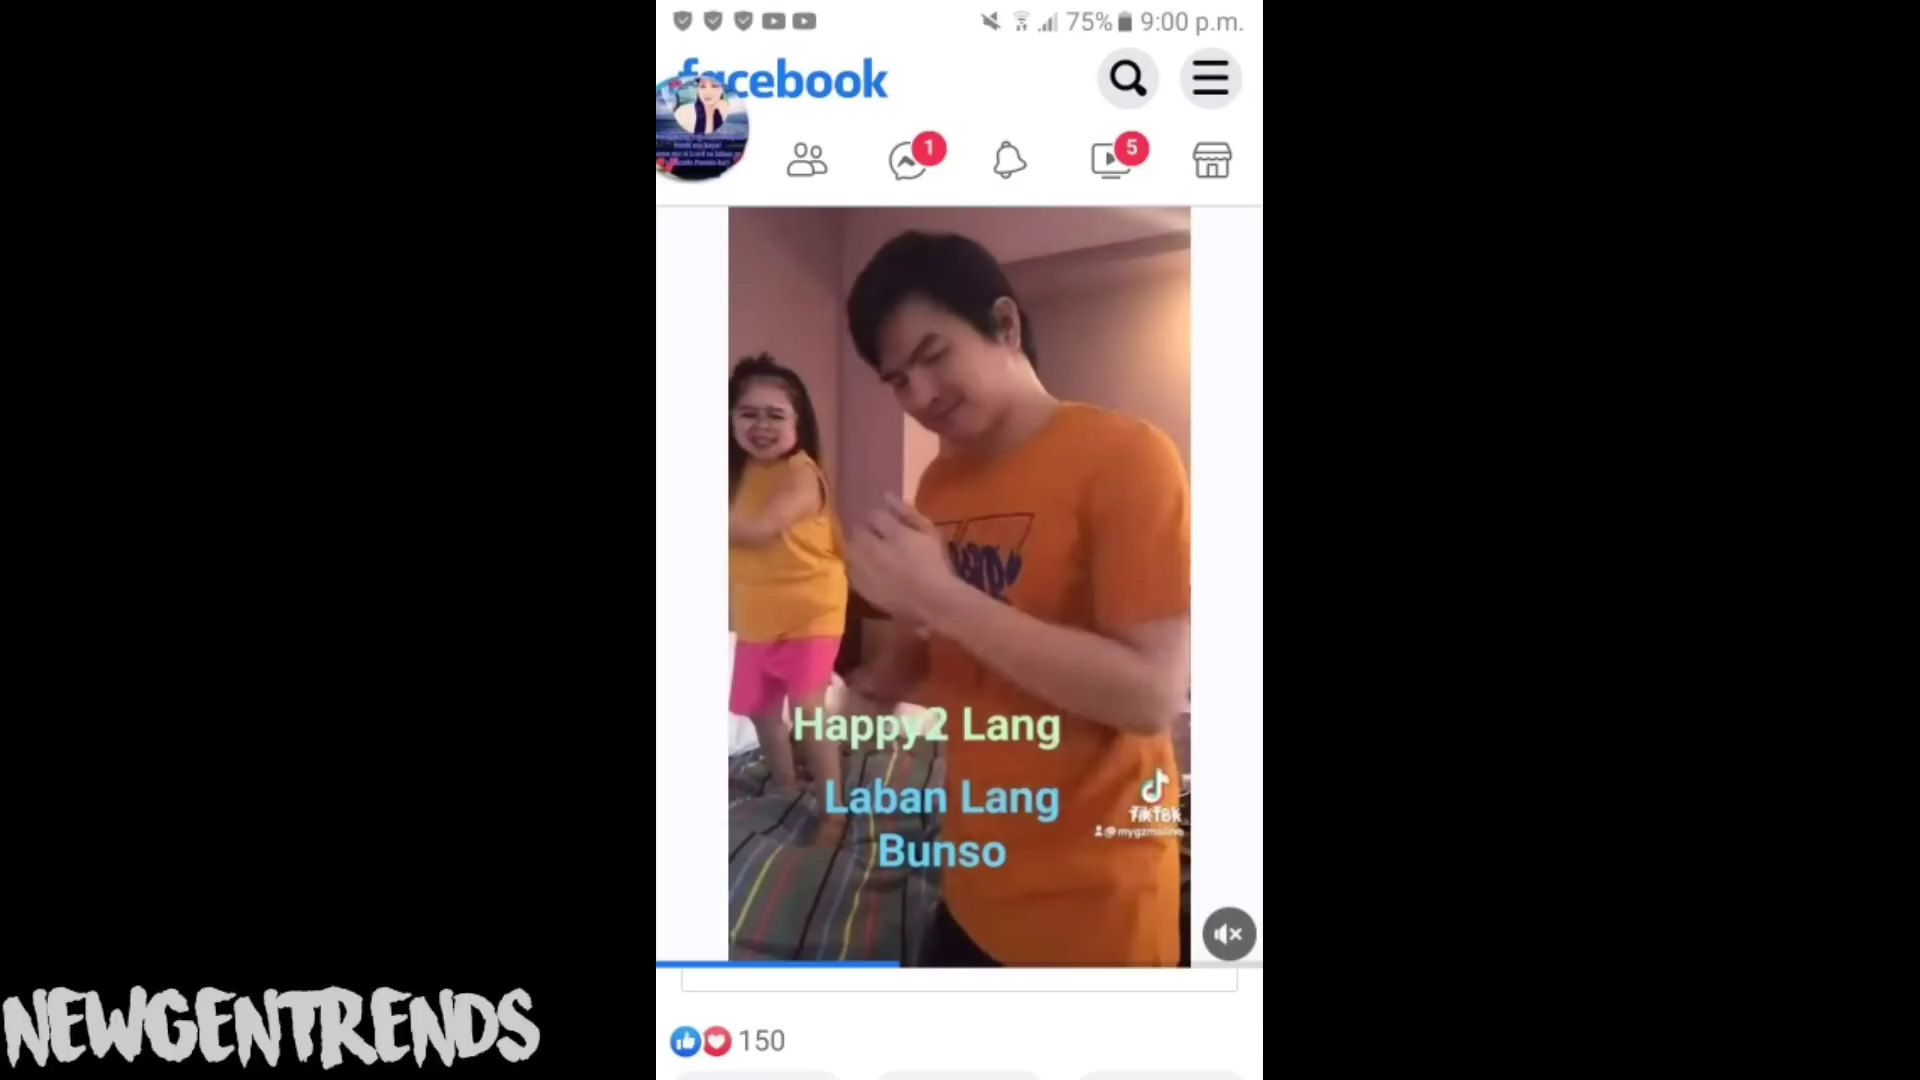 75% 9:00 p.m.
facebook
1
5
Happy2 Lang
Laban Lang
Bunso
TikTok
150
NEWGENTRENDS